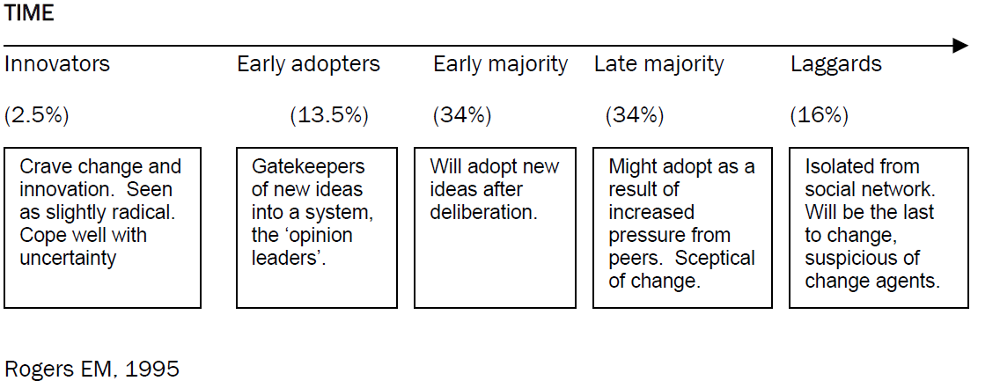 TIME
Innovators Early adopters Early majority Late majority Laggards
(2.5%) (13.5%) (34%) (34%) (16%)
Crave change and
innovation.  Seen
as slightly radical.
Cope well with
uncertainty
Gatekeepers
of new ideas
into a system,
the ‘opinion
leaders’.
Will adopt new
ideas after
deliberation.
Might adopt as a
result of
increased
pressure from
peers.  Sceptical
of change.
Isolated from
social network.
Will be the last
to change,
suspicious of
change agents.
Rogers EM, 1995